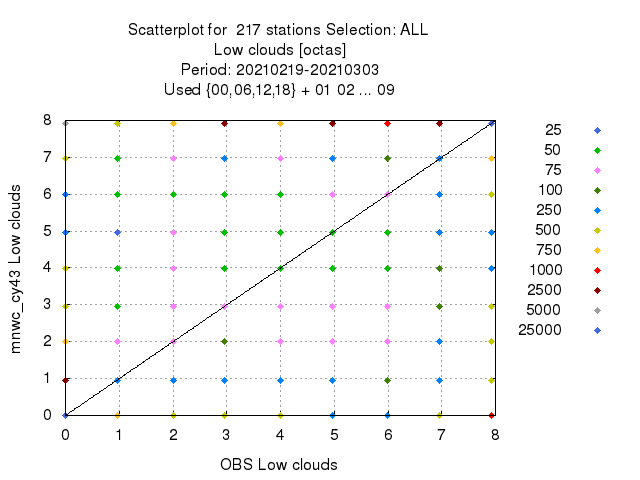 Scatterplot for 217 stations Selection: ALL
Low clouds [octas]
Period: 20210219-20210303
Used {00,06,12,18} + 01 02 ... 09
8
7
6
5
4
3
2
1
0
mnwc_cy43 Low clouds
0 1 2 3 4 5 6 7 8
OBS Low clouds
25
50
75
100
250
500
750
1000
2500
5000
25000